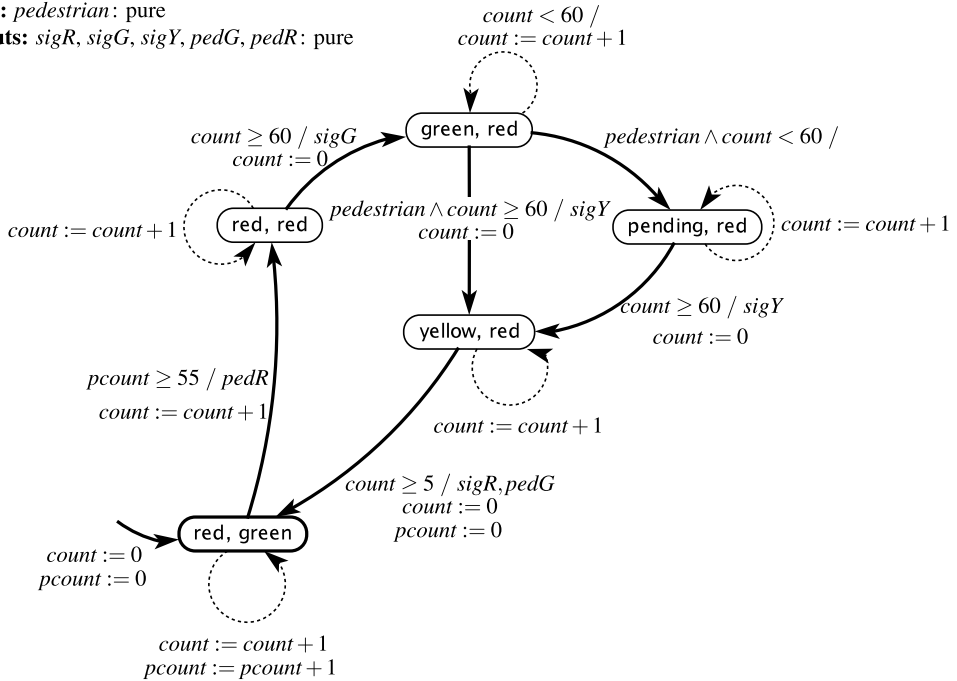 : pedestrian: pure
uts: sigR, sigG, sigY, pedG, pedR: pure
count < 60 /
count := count + 1
green, red
count ≥ 60 / sigG
count := 0
pedestrian ∧ count < 60 /
red, red
count := count + 1
pedestrian ∧ count ≥ 60 / sigY
count := 0
pending, red
count := count + 1
count ≥ 60 / sigY
count := 0
yellow, red
count := count + 1
pcount ≥ 55 / pedR
count := count + 1
count ≥ 5 / sigR, pedG
count := 0
pcount := 0
red, green
count := 0
pcount := 0
count := count + 1
pcount := pcount + 1